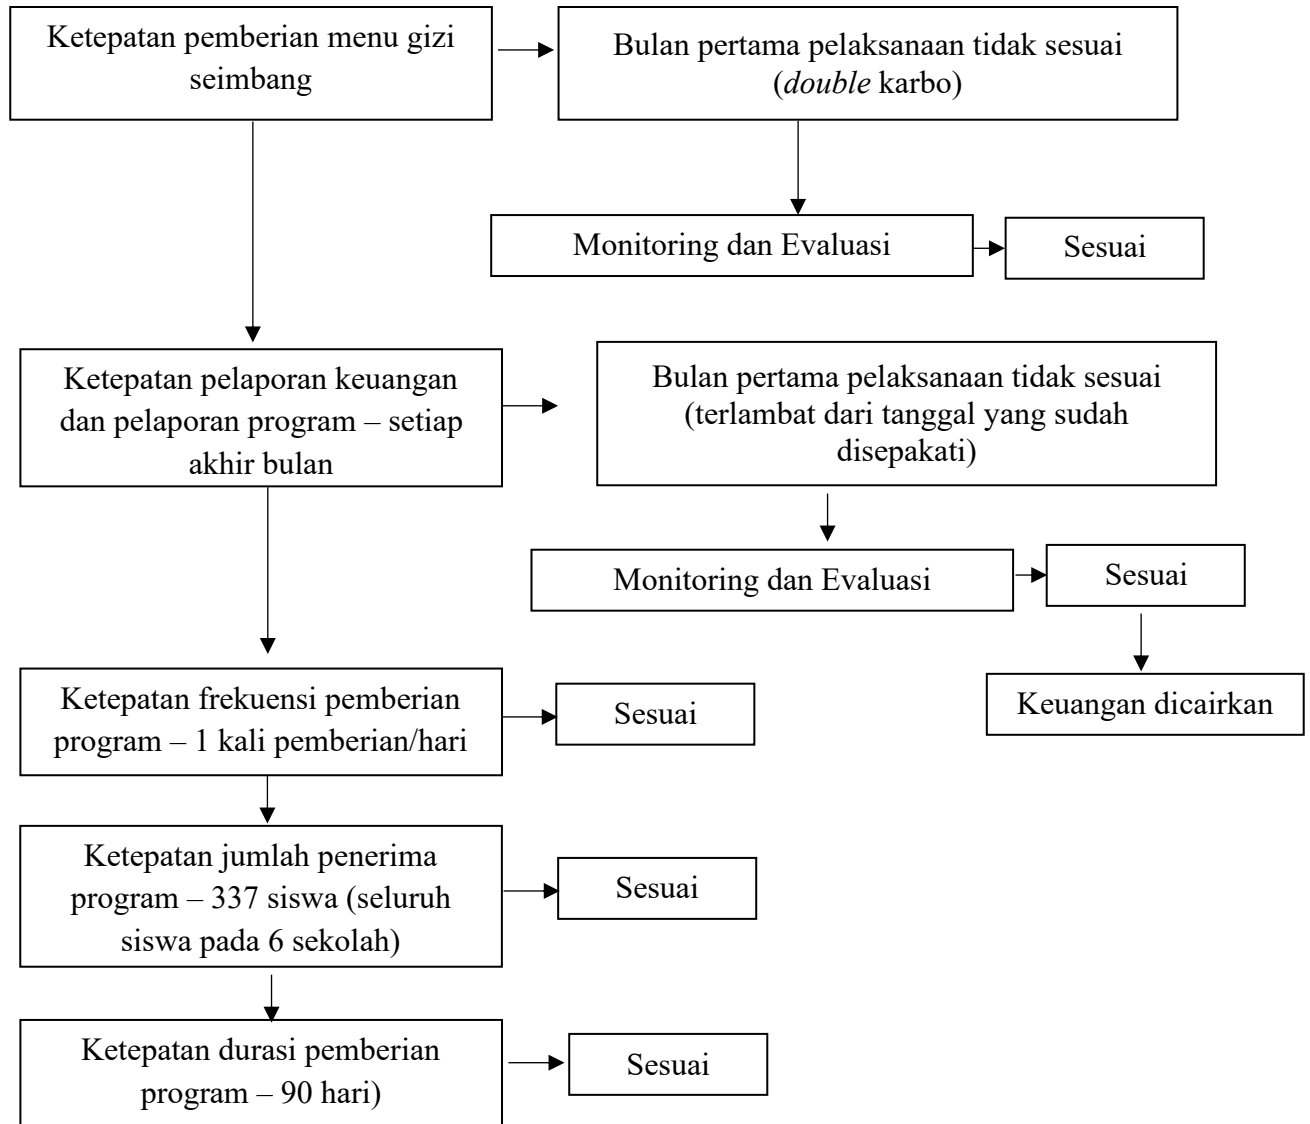 Ketepatan pemberian menu gizi
seimbang
Bulan pertama pelaksanaan tidak sesuai
(double karbo)
Monitoring dan Evaluasi
Sesuai
Ketepatan pelaporan keuangan
dan pelaporan program – setiap
akhir bulan
Bulan pertama pelaksanaan tidak sesuai
(terlambat dari tanggal yang sudah
disepakati)
Monitoring dan Evaluasi
Sesuai
Keuangan dicairkan
Ketepatan frekuensi pemberian
program – 1 kali pemberian/hari
Sesuai
Ketepatan jumlah penerima
program – 337 siswa (seluruh
siswa pada 6 sekolah)
Sesuai
Ketepatan durasi pemberian
program – 90 hari)
Sesuai